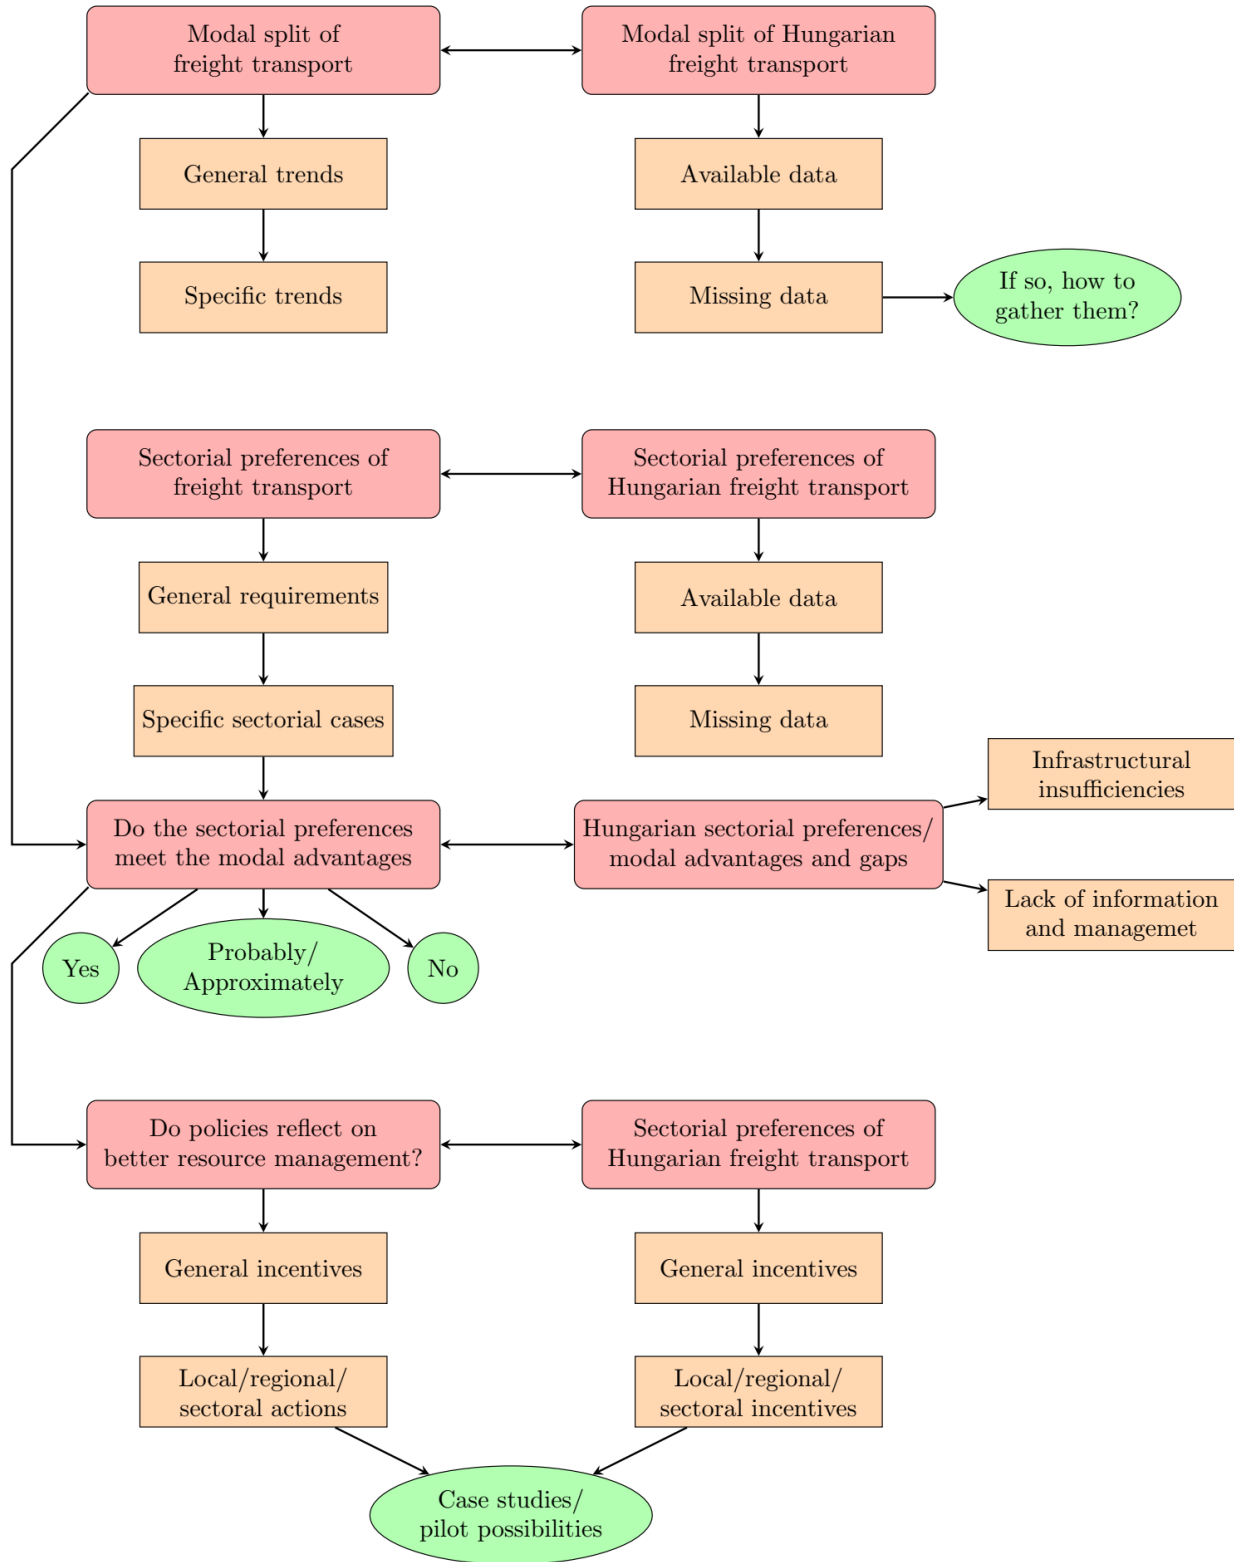 Modal split of
freight transport
Modal split of Hungarian
freight transport
General trends
Available data
Specific trends
Missing data
If so, how to
gather them?
Sectorial preferences of
freight transport
Sectorial preferences of
Hungarian freight transport
General requirements
Available data
Specific sectorial cases
Missing data
Infrastructural
insufficiencies
Do the sectorial preferences
meet the modal advantages
Hungarian sectorial preferences/
modal advantages and gaps
Lack of information
and managemet
Yes
Probably/
Approximately
No
Do policies reflect on
better resource management?
Sectorial preferences of
Hungarian freight transport
General incentives
General incentives
Local/regional/
sectoral actions
Local/regional/
sectoral incentives
Case studies/
pilot possibilities